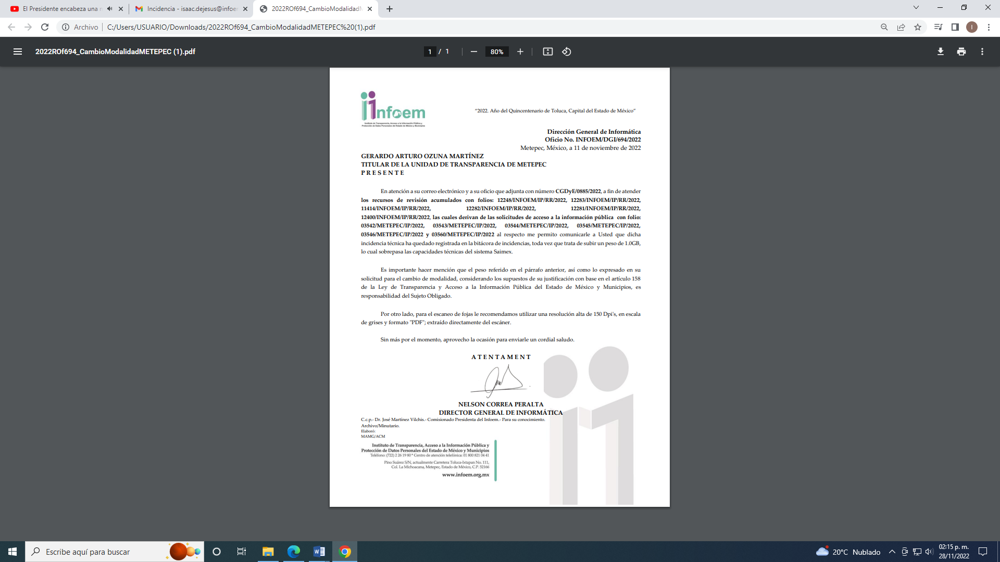 El Presidente encabeza una m
Incidencia - isaac.dejesus@infoer
2022ROf694_CambioModalidadM
Archivo
C:/Users/USUARIO/Downloads/2022ROf694_CambioModalidadMETEPEC%20(1).pdf
I
2022ROf694_CambioModalidadMETEPEC (1).pdf
1 / 1
80%
infoem
Instituto de Transparencia, Acceso a la Información Pública y
Protección de Datos Personales del Estado de México y Municipios
“2022. Año del Quincentenario de Toluca, Capital del Estado de México”
Dirección General de Informática
Oficio No. INFOEM/DGI/694/2022
Metepec, México, a 11 de noviembre de 2022
GERARDO ARTURO OZUNA MARTÍNEZ
TITULAR DE LA UNIDAD DE TRANSPARENCIA DE METEPEC
P R E S E N T E
En atención a su correo electrónico y a su oficio que adjunta con número CGDyE/0885/2022, a fin de atender
los recursos de revisión acumulados con folios: 12248/INFOEM/IP/RR/2022, 12283/INFOEM/IP/RR/2022,
11414/INFOEM/IP/RR/2022, 12282/INFOEM/IP/RR/2022, 12281/INFOEM/IP/RR/2022,
12400/INFOEM/IP/RR/2022, las cuales derivan de las solicitudes de acceso a la información pública con folio:
03542/METEPEC/IP/2022, 03543/METEPEC/IP/2022, 03544/METEPEC/IP/2022, 03545/METEPEC/IP/2022,
03546/METEPEC/IP/2022 y 03560/METEPEC/IP/2022 al respecto me permito comunicarle a Usted que dicha
incidencia técnica ha quedado registrada en la bitácora de incidencias, toda vez que trata de subir un peso de 1.0GB,
lo cual sobrepasa las capacidades técnicas del sistema Saimex.
Es importante hacer mención que el peso referido en el párrafo anterior, así como lo expresado en su
solicitud para el cambio de modalidad, considerando los supuestos de su justificación con base en el artículo 158
de la Ley de Transparencia y Acceso a la Información Pública del Estado de México y Municipios, es
responsabilidad del Sujeto Obligado.
Por otro lado, para el escaneo de fojas le recomendamos utilizar una resolución alta de 150 Dpi's, en escala
de grises y formato "PDF"; extraído directamente del escáner.
Sin más por el momento, aprovecho la ocasión para enviarle un cordial saludo.
A T E N T A M E N T
NELSON CORREA PERALTA
DIRECTOR GENERAL DE INFORMÁTICA
C.c.p.- Dr. José Martínez Vilchis.- Comisionado Presidenta del Infoem.- Para su conocimiento.
Archivo/Minutario.
Elaboró:
MAMG/ACM
Instituto de Transparencia, Acceso a la Información Pública y
Protección de Datos Personales del Estado de México y Municipios
Teléfono: (722) 2 26 19 80 * Centro de atención telefónica: 01 800 821 04 41
Pino Suárez S/N, actualmente Carretera Toluca-Ixtapan No. 111,
Col. La Michoacana, Metepec, Estado de México, C.P. 52166
www.infoem.org.mx
Escribe aquí para buscar
20°C Nublado
02:15 p. m.
28/11/2022